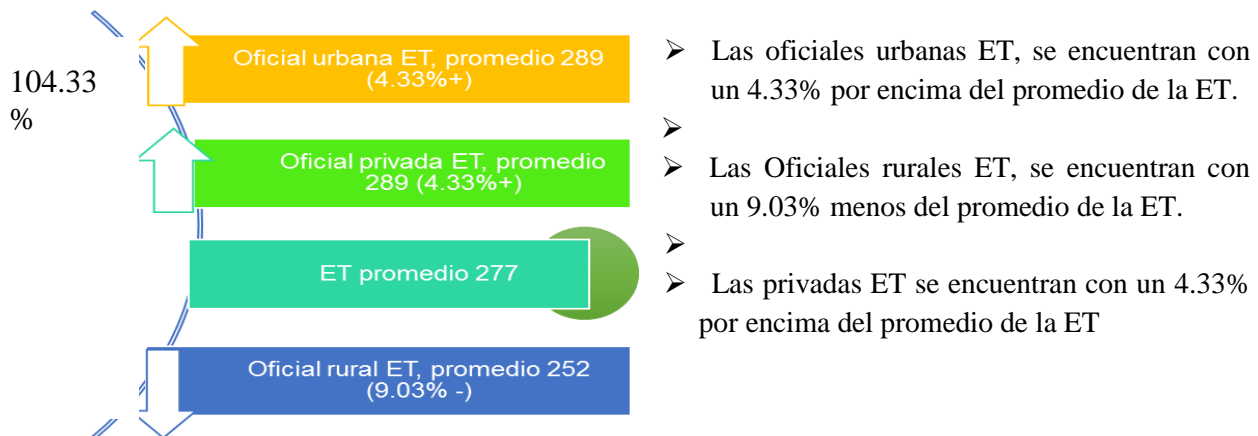 104.33
%
Oficial urbana ET, promedio 289
(4.33%+)
Oficial privada ET, promedio
289 (4.33%+)
ET promedio 277
Oficial rural ET, promedio 252
(9.03% -)
➢ Las oficiales urbanas ET, se encuentran con
un 4.33% por encima del promedio de la ET.
➢
➢ Las Oficiales rurales ET, se encuentran con
un 9.03% menos del promedio de la ET.
➢
➢ Las privadas ET se encuentran con un 4.33%
por encima del promedio de la ET